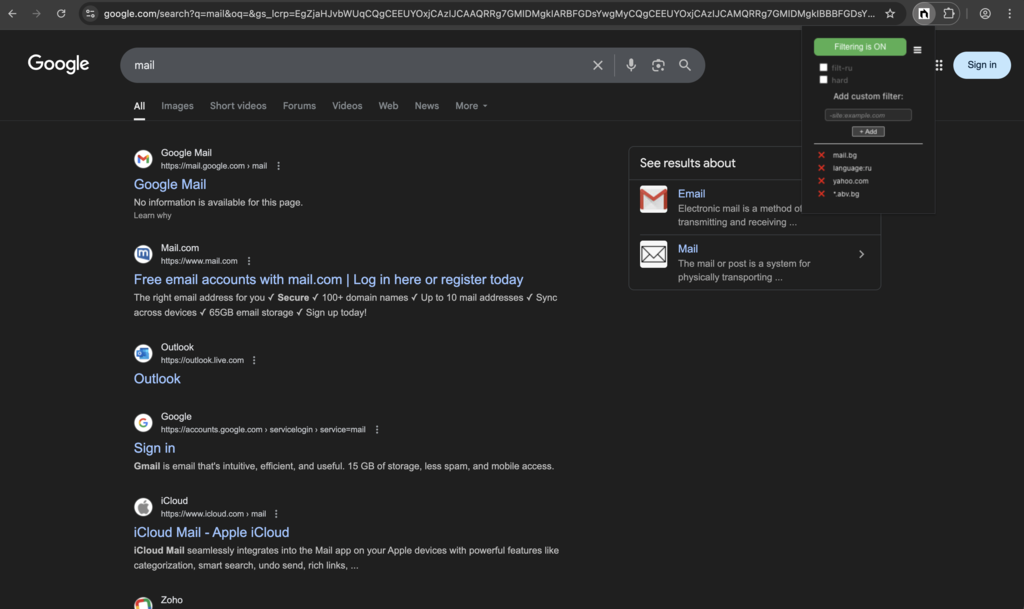 google.com/search?q=mail&oq=&gs_lcrp=EgZjaHJvbWUqCQgCEEUYOxjCAzIJCAAQRRg7GMIDMgkIARBFGDsYwgMyCQgCEEUYOxjCAzIJCAMQRRg7GMIDMgkIBBBFGDsY...
Google
mail
Sign in
All Images Short videos Forums Videos Web News More
Filtering is ON
filt-ru
hard
Add custom filter:
-site:example.com
+ Add
mail.bg
language:ru
yahoo.com
*.abv.bg
Google Mail
https://mail.google.com › mail
Google Mail
No information is available for this page.
Learn why
Mail.com
https://www.mail.com
Free email accounts with mail.com | Log in here or register today
The right email address for you ✓ Secure ✓ 100+ domain names ✓ Up to 10 mail addresses ✓ Sync
across devices ✓ 65GB email storage ✓ Sign up today!
Outlook
https://outlook.live.com
Outlook
Google
https://accounts.google.com › servicelogin › service=mail
Sign in
Gmail is email that's intuitive, efficient, and useful. 15 GB of storage, less spam, and mobile access.
iCloud
https://www.icloud.com › mail
iCloud Mail - Apple iCloud
iCloud Mail seamlessly integrates into the Mail app on your Apple devices with powerful features like
categorization, smart search, undo send, rich links, ...
Zoho
See results about
Email
Electronic mail is a method of
transmitting and receiving ...
Mail
The mail or post is a system for
physically transporting ...